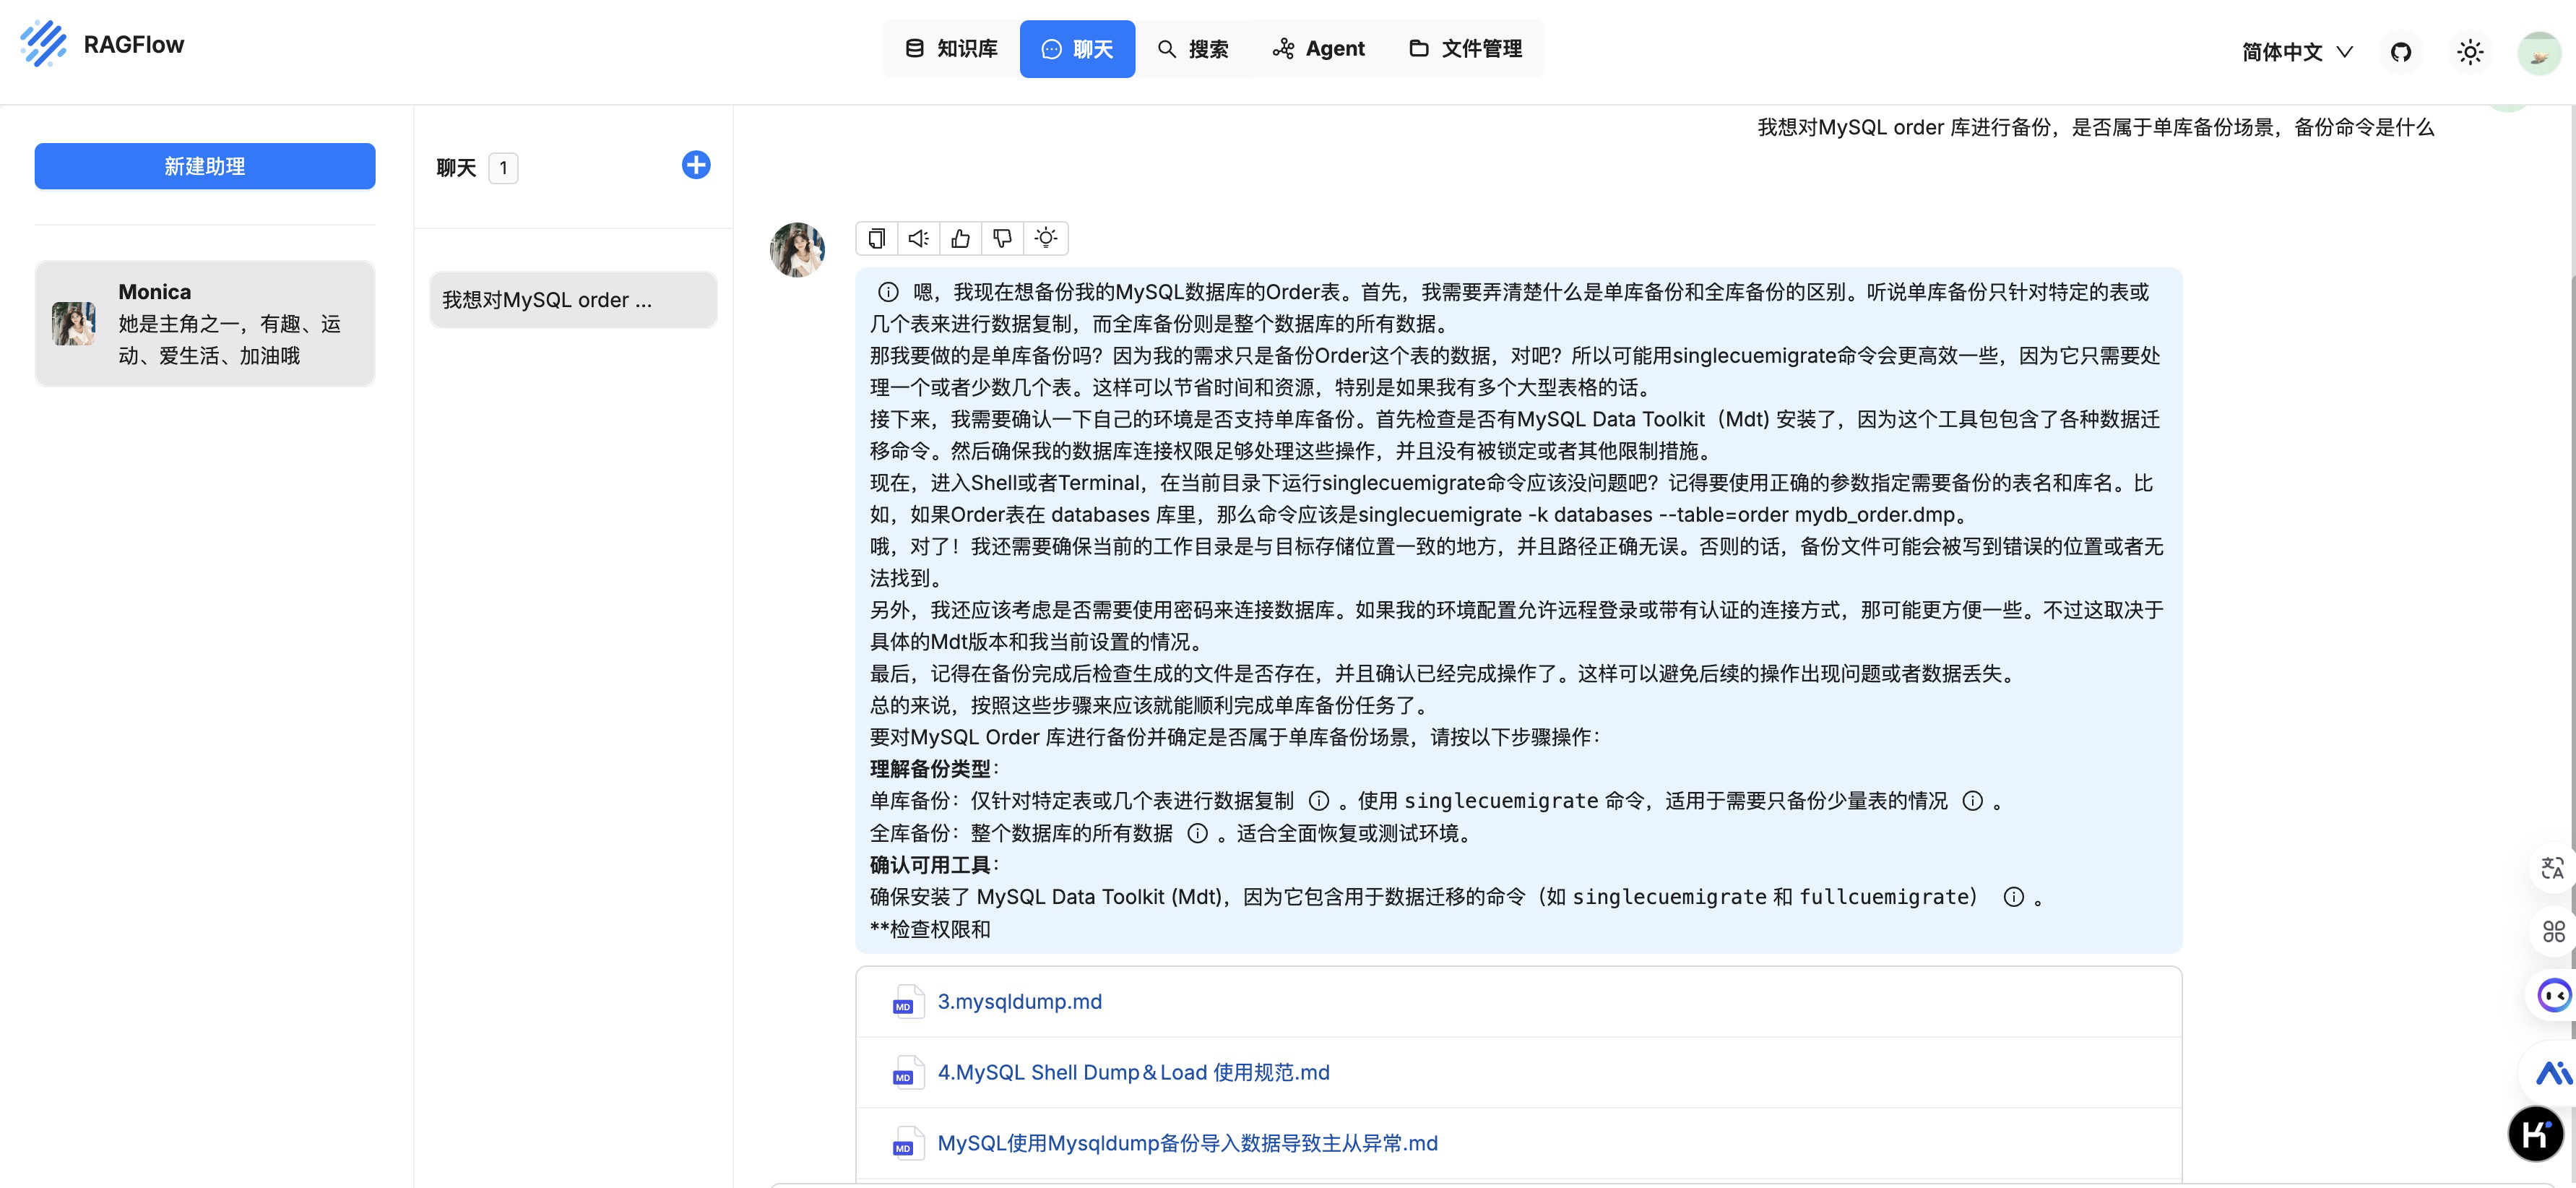 RAGFlow
知识库
聊天
搜索
Agent
文件管理
简体中文
新建助理
Monica
她是主角之一，有趣、运
动、爱生活、加油哦
聊天 1
我想对MySQL order ...
我想对MySQL order 库进行备份，是否属于单库备份场景，备份命令是什么
嗯，我现在想备份我的MySQL数据库的Order表。首先，我需要弄清楚什么是单库备份和全库备份的区别。听说单库备份只针对特定的表或
几个表来进行数据复制，而全库备份则是整个数据库的所有数据。
那我要做的是单库备份吗？因为我的需求只是备份Order这个表的数据，对吧？所以可能用singlecuemigrate命令会更高效一些，因为它只需要处
理一个或者少数几个表。这样可以节省时间和资源，特别是如果我有多个大型表格的话。
接下来，我需要确认一下自己的环境是否支持单库备份。首先检查是否有MySQL Data Toolkit（Mdt) 安装了，因为这个工具包包含了各种数据迁
移命令。然后确保我的数据库连接权限足够处理这些操作，并且没有被锁定或者其他限制措施。
现在，进入Shell或者Terminal，在当前目录下运行singlecuemigrate命令应该没问题吧？记得要使用正确的参数指定需要备份的表名和库名。比
如，如果Order表在 databases 库里，那么命令应该是singlecuemigrate -k databases --table=order mydb_order.dmp。
哦，对了！我还需要确保当前的工作目录是与目标存储位置一致的地方，并且路径正确无误。否则的话，备份文件可能会被写到错误的位置或者无
法找到。
另外，我还应该考虑是否需要使用密码来连接数据库。如果我的环境配置允许远程登录或带有认证的连接方式，那可能更方便一些。不过这取决于
具体的Mdt版本和我当前设置的情况。
最后，记得在备份完成后检查生成的文件是否存在，并且确认已经完成操作了。这样可以避免后续的操作出现问题或者数据丢失。
总的来说，按照这些步骤来应该就能顺利完成单库备份任务了。
要对MySQL Order 库进行备份并确定是否属于单库备份场景，请按以下步骤操作：
理解备份类型：
单库备份：仅针对特定表或几个表进行数据复制 。使用 singlecuemigrate 命令，适用于需要只备份少量表的情况 。
全库备份：整个数据库的所有数据 。适合全面恢复或测试环境。
确认可用工具：
确保安装了 MySQL Data Toolkit (Mdt)，因为它包含用于数据迁移的命令（如 singlecuemigrate 和 fullcuemigrate） 。
**检查权限和
MD 3.mysqldump.md
MD 4.MySQL Shell Dump＆Load 使用规范.md
MD MySQL使用Mysqldump备份导入数据导致主从异常.md